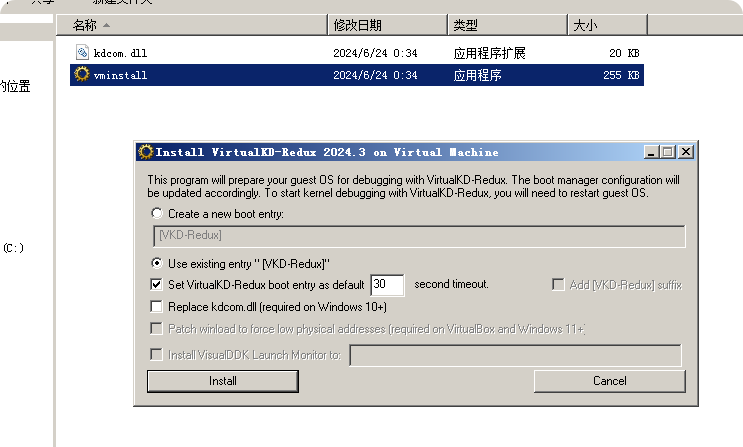 名称 修改日期 类型 大小
kdcom.dll 2024/6/24 0:34 应用程序扩展 20 KB
vminstall 2024/6/24 0:34 应用程序 255 KB
的位置
(C:)
Install VirtualKD-Redux 2024.3 on Virtual Machine
This program will prepare your guest OS for debugging with VirtualKD-Redux. The boot manager configuration will
be updated accordingly. To start kernel debugging with VirtualKD-Redux, you will need to restart guest OS.
Create a new boot entry:
[VKD-Redux]
Use existing entry " [VKD-Redux]"
Set VirtualKD-Redux boot entry as default 30 second timeout. Add [VKD-Redux] suffix
Replace kdcom.dll (required on Windows 10+)
Patch winload to force low physical addresses (required on VirtualBox and Windows 11+)
Install VisualDDK Launch Monitor to:
Install Cancel